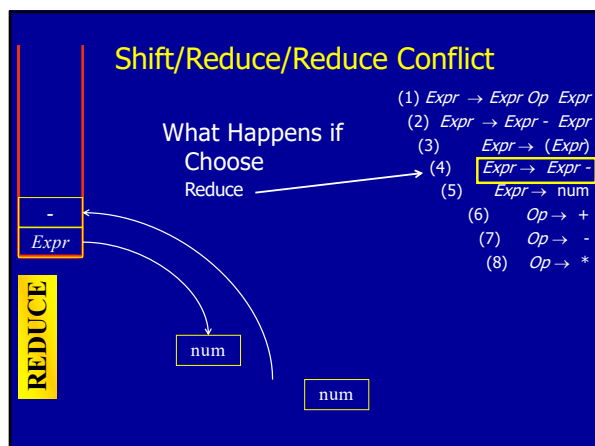 Shift/Reduce/Reduce Conflict
What Happens if
Choose
Reduce
(1) Expr → Expr Op Expr
(2) Expr → Expr - Expr
(3) Expr → (Expr)
(4) Expr → Expr -
(5) Expr → num
(6) Op → +
(7) Op → -
(8) Op → *
-
Expr
REDUCE
num
num